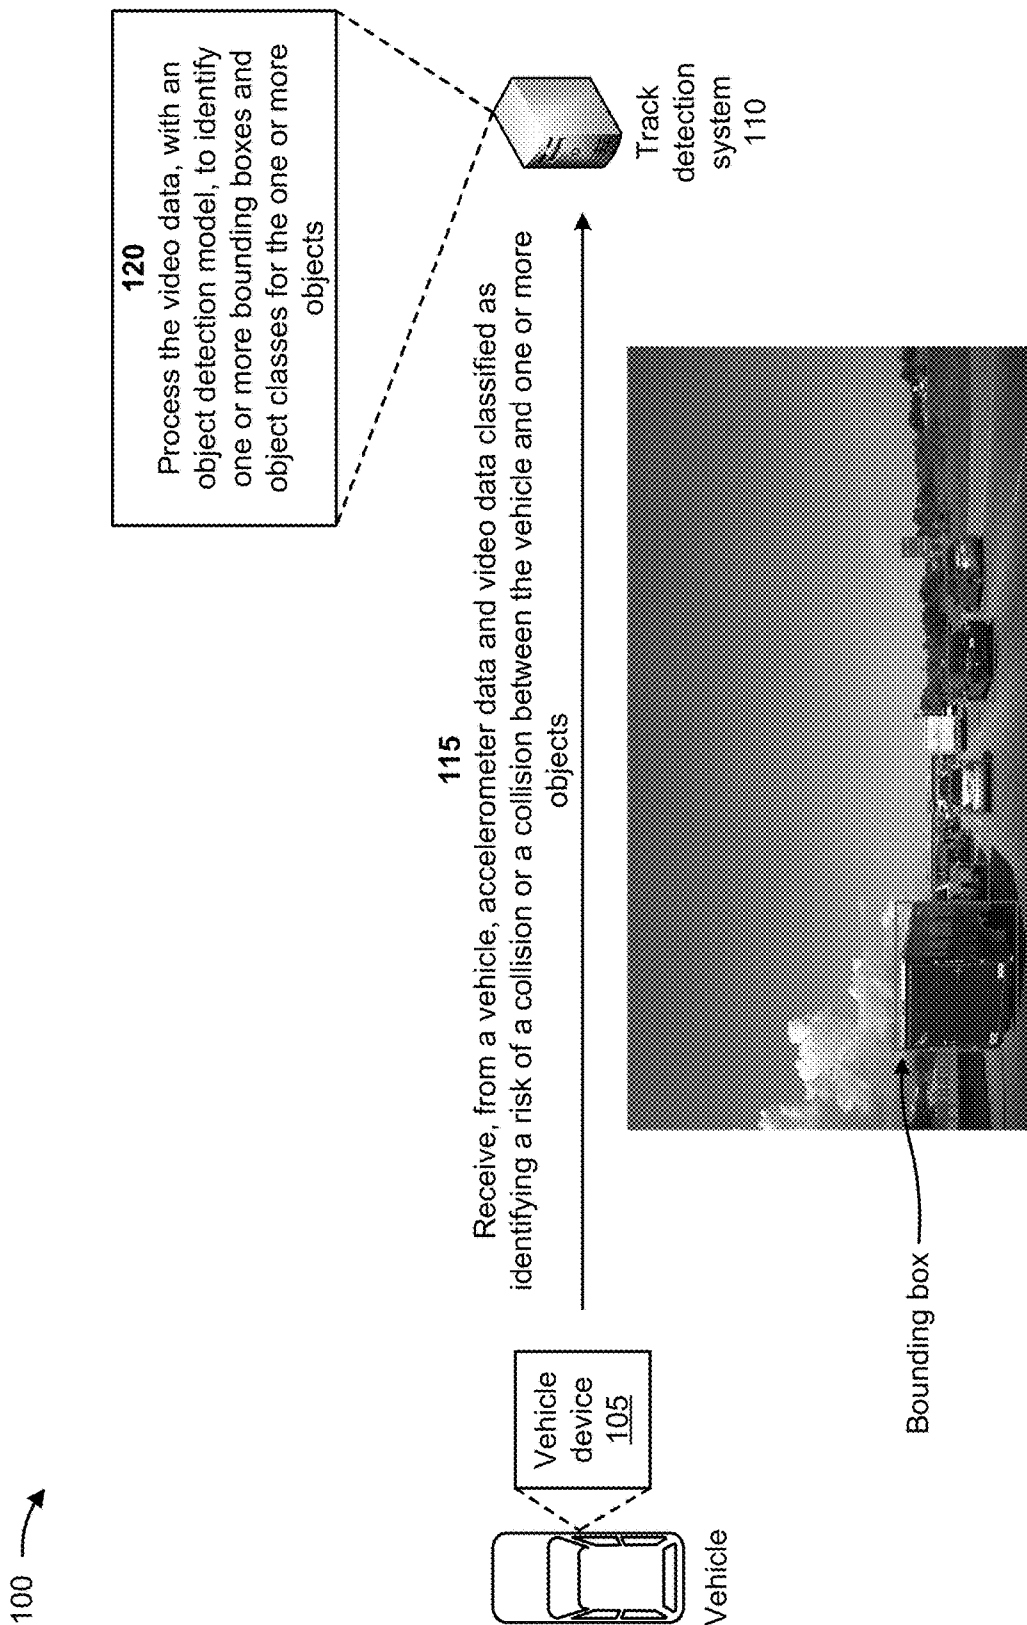 100
120
Process the video data, with an
object detection model, to identify
one or more bounding boxes and
object classes for the one or more
objects
115
Receive, from a vehicle, accelerometer data and video data classified as
identifying a risk of a collision or a collision between the vehicle and one or more
objects
Vehicle
device
105
Vehicle
Track
detection
system
110
Bounding box